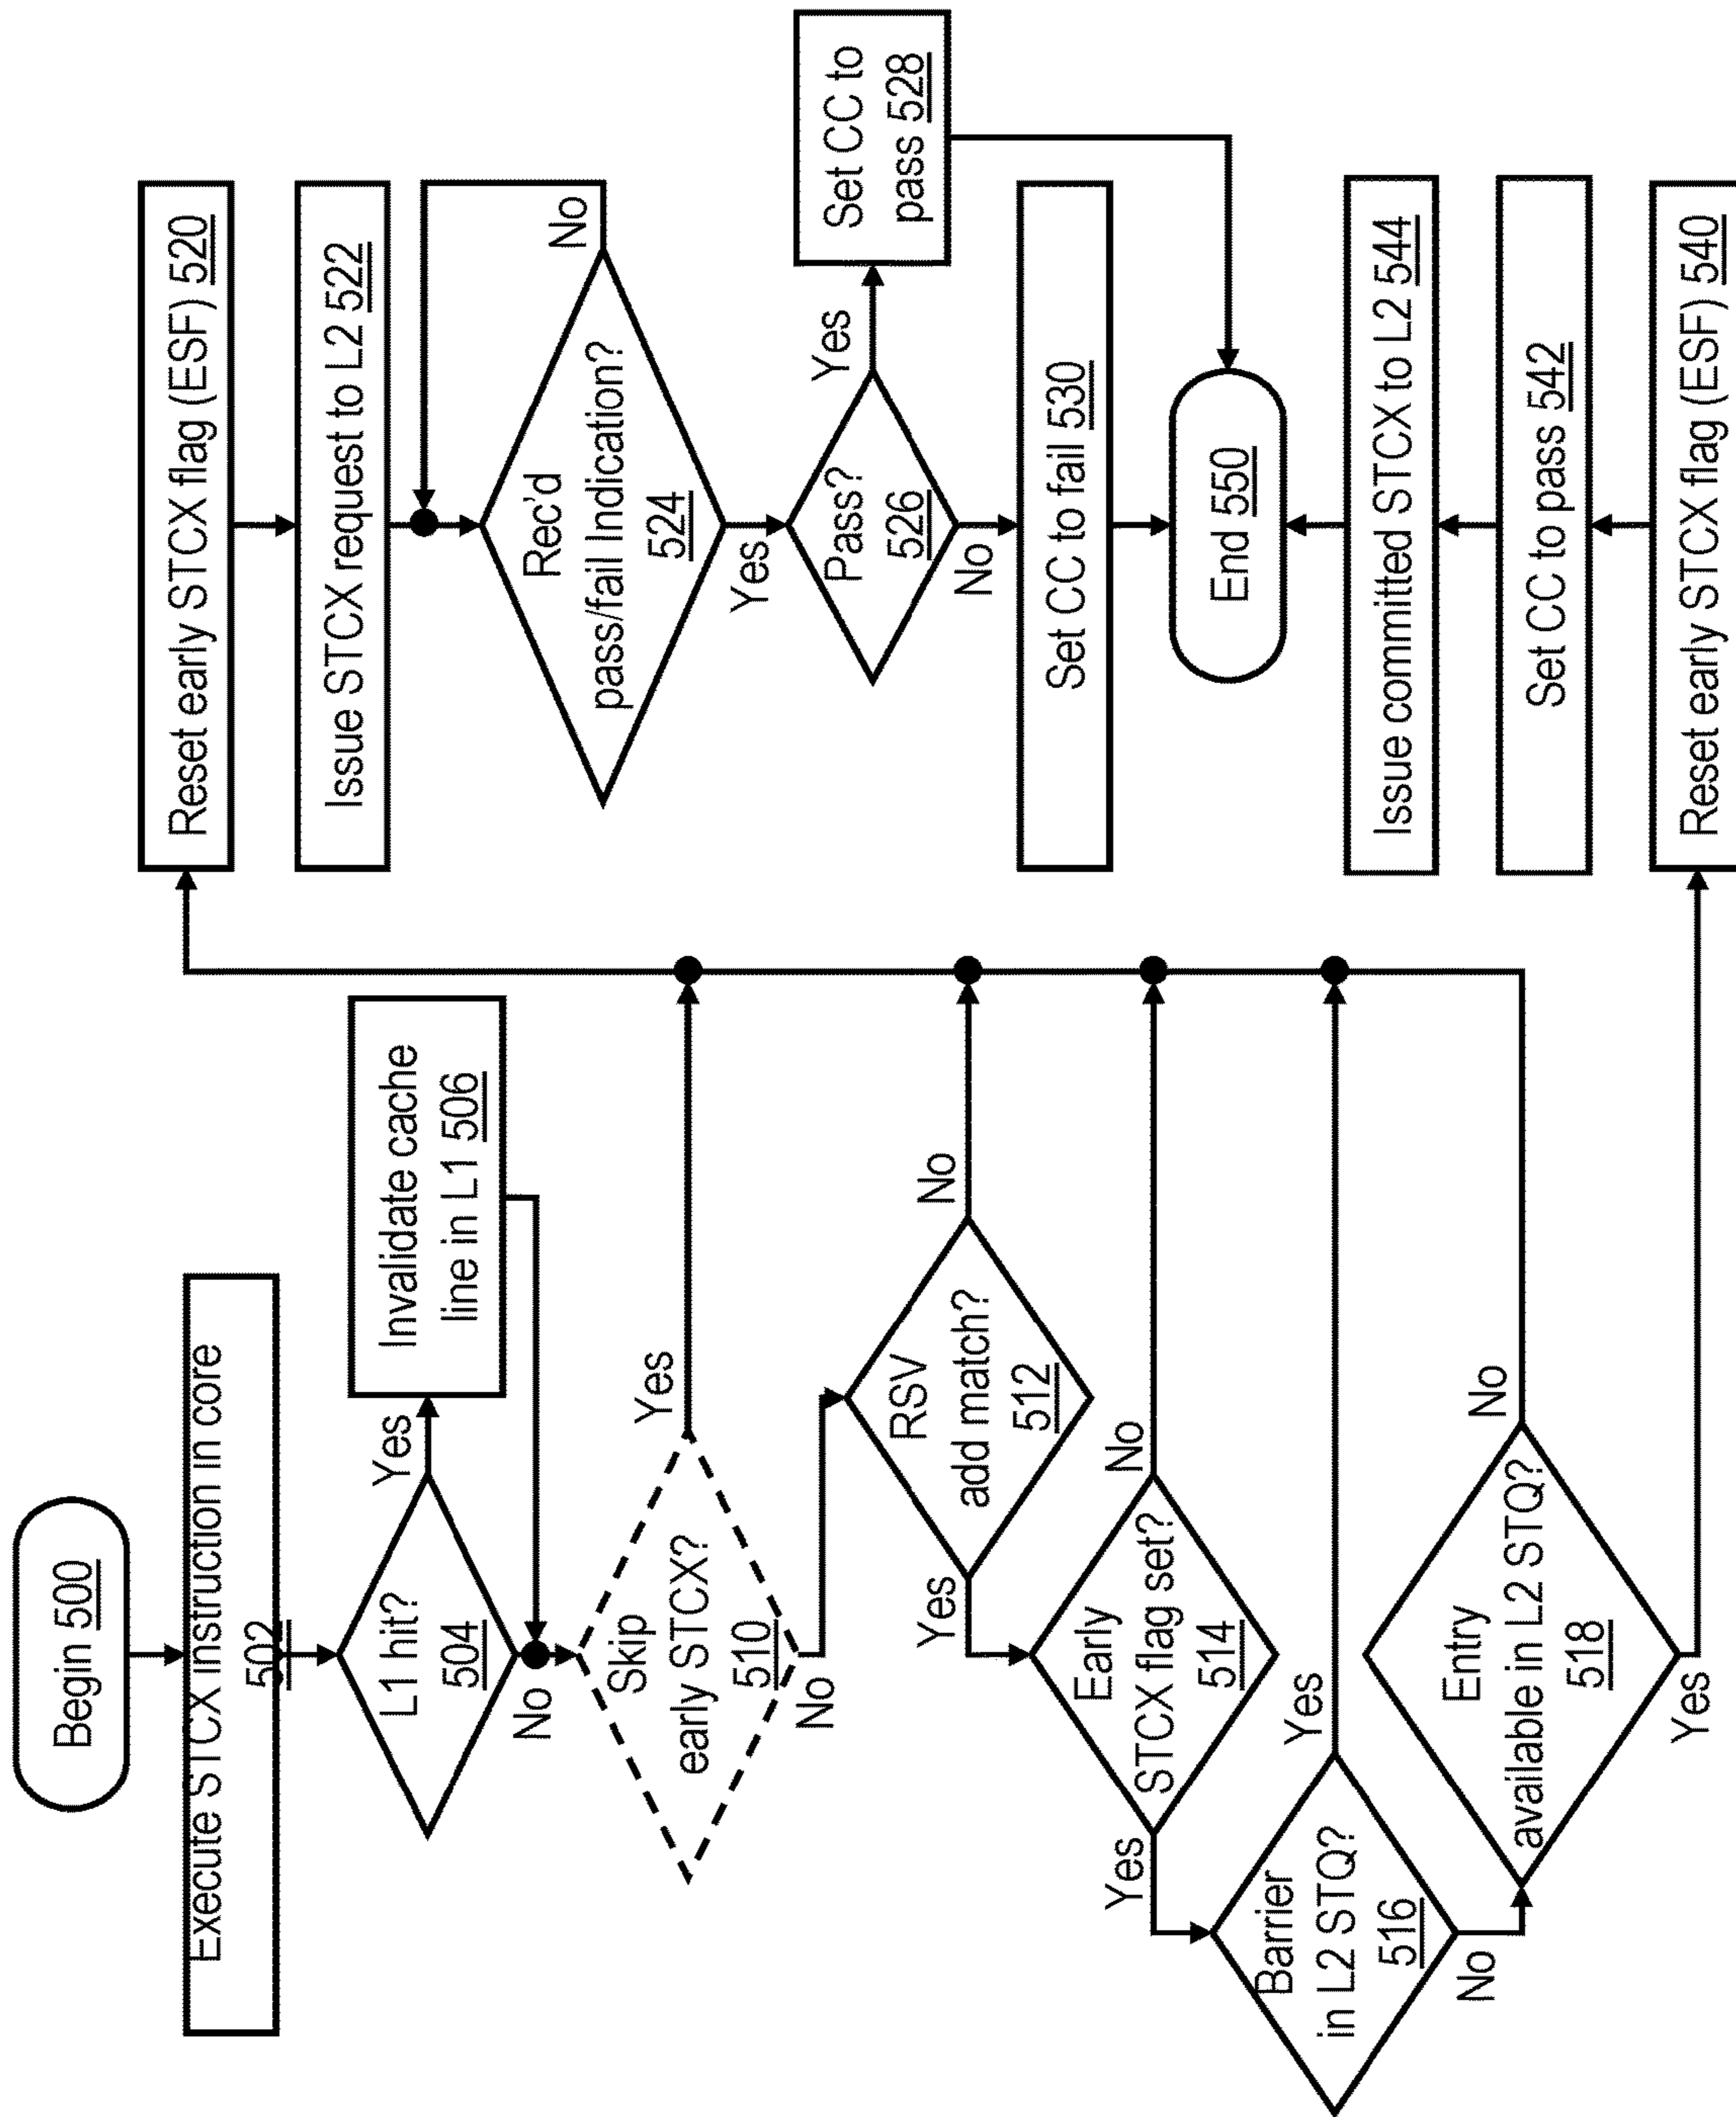 Begin 500
Execute STCX instruction in core
502
L1 hit?
504
Yes
No
Invalidate cache
line in L1 506
Skip
early STCX?
510
Yes
No
RSV
add match?
512
No
Yes
Early
STCX flag set?
514
No
Yes
Barrier
in L2 STQ?
516
Yes
No
Entry
available in L2 STQ?
518
No
Yes
Reset early STCX flag (ESF) 520
Issue STCX request to L2 522
Rec'd
pass/fail Indication?
524
No
Yes
Pass?
526
Yes
No
Set CC to
pass 528
Set CC to fail 530
End 550
Issue committed STCX to L2 544
Set CC to pass 542
Reset early STCX flag (ESF) 540